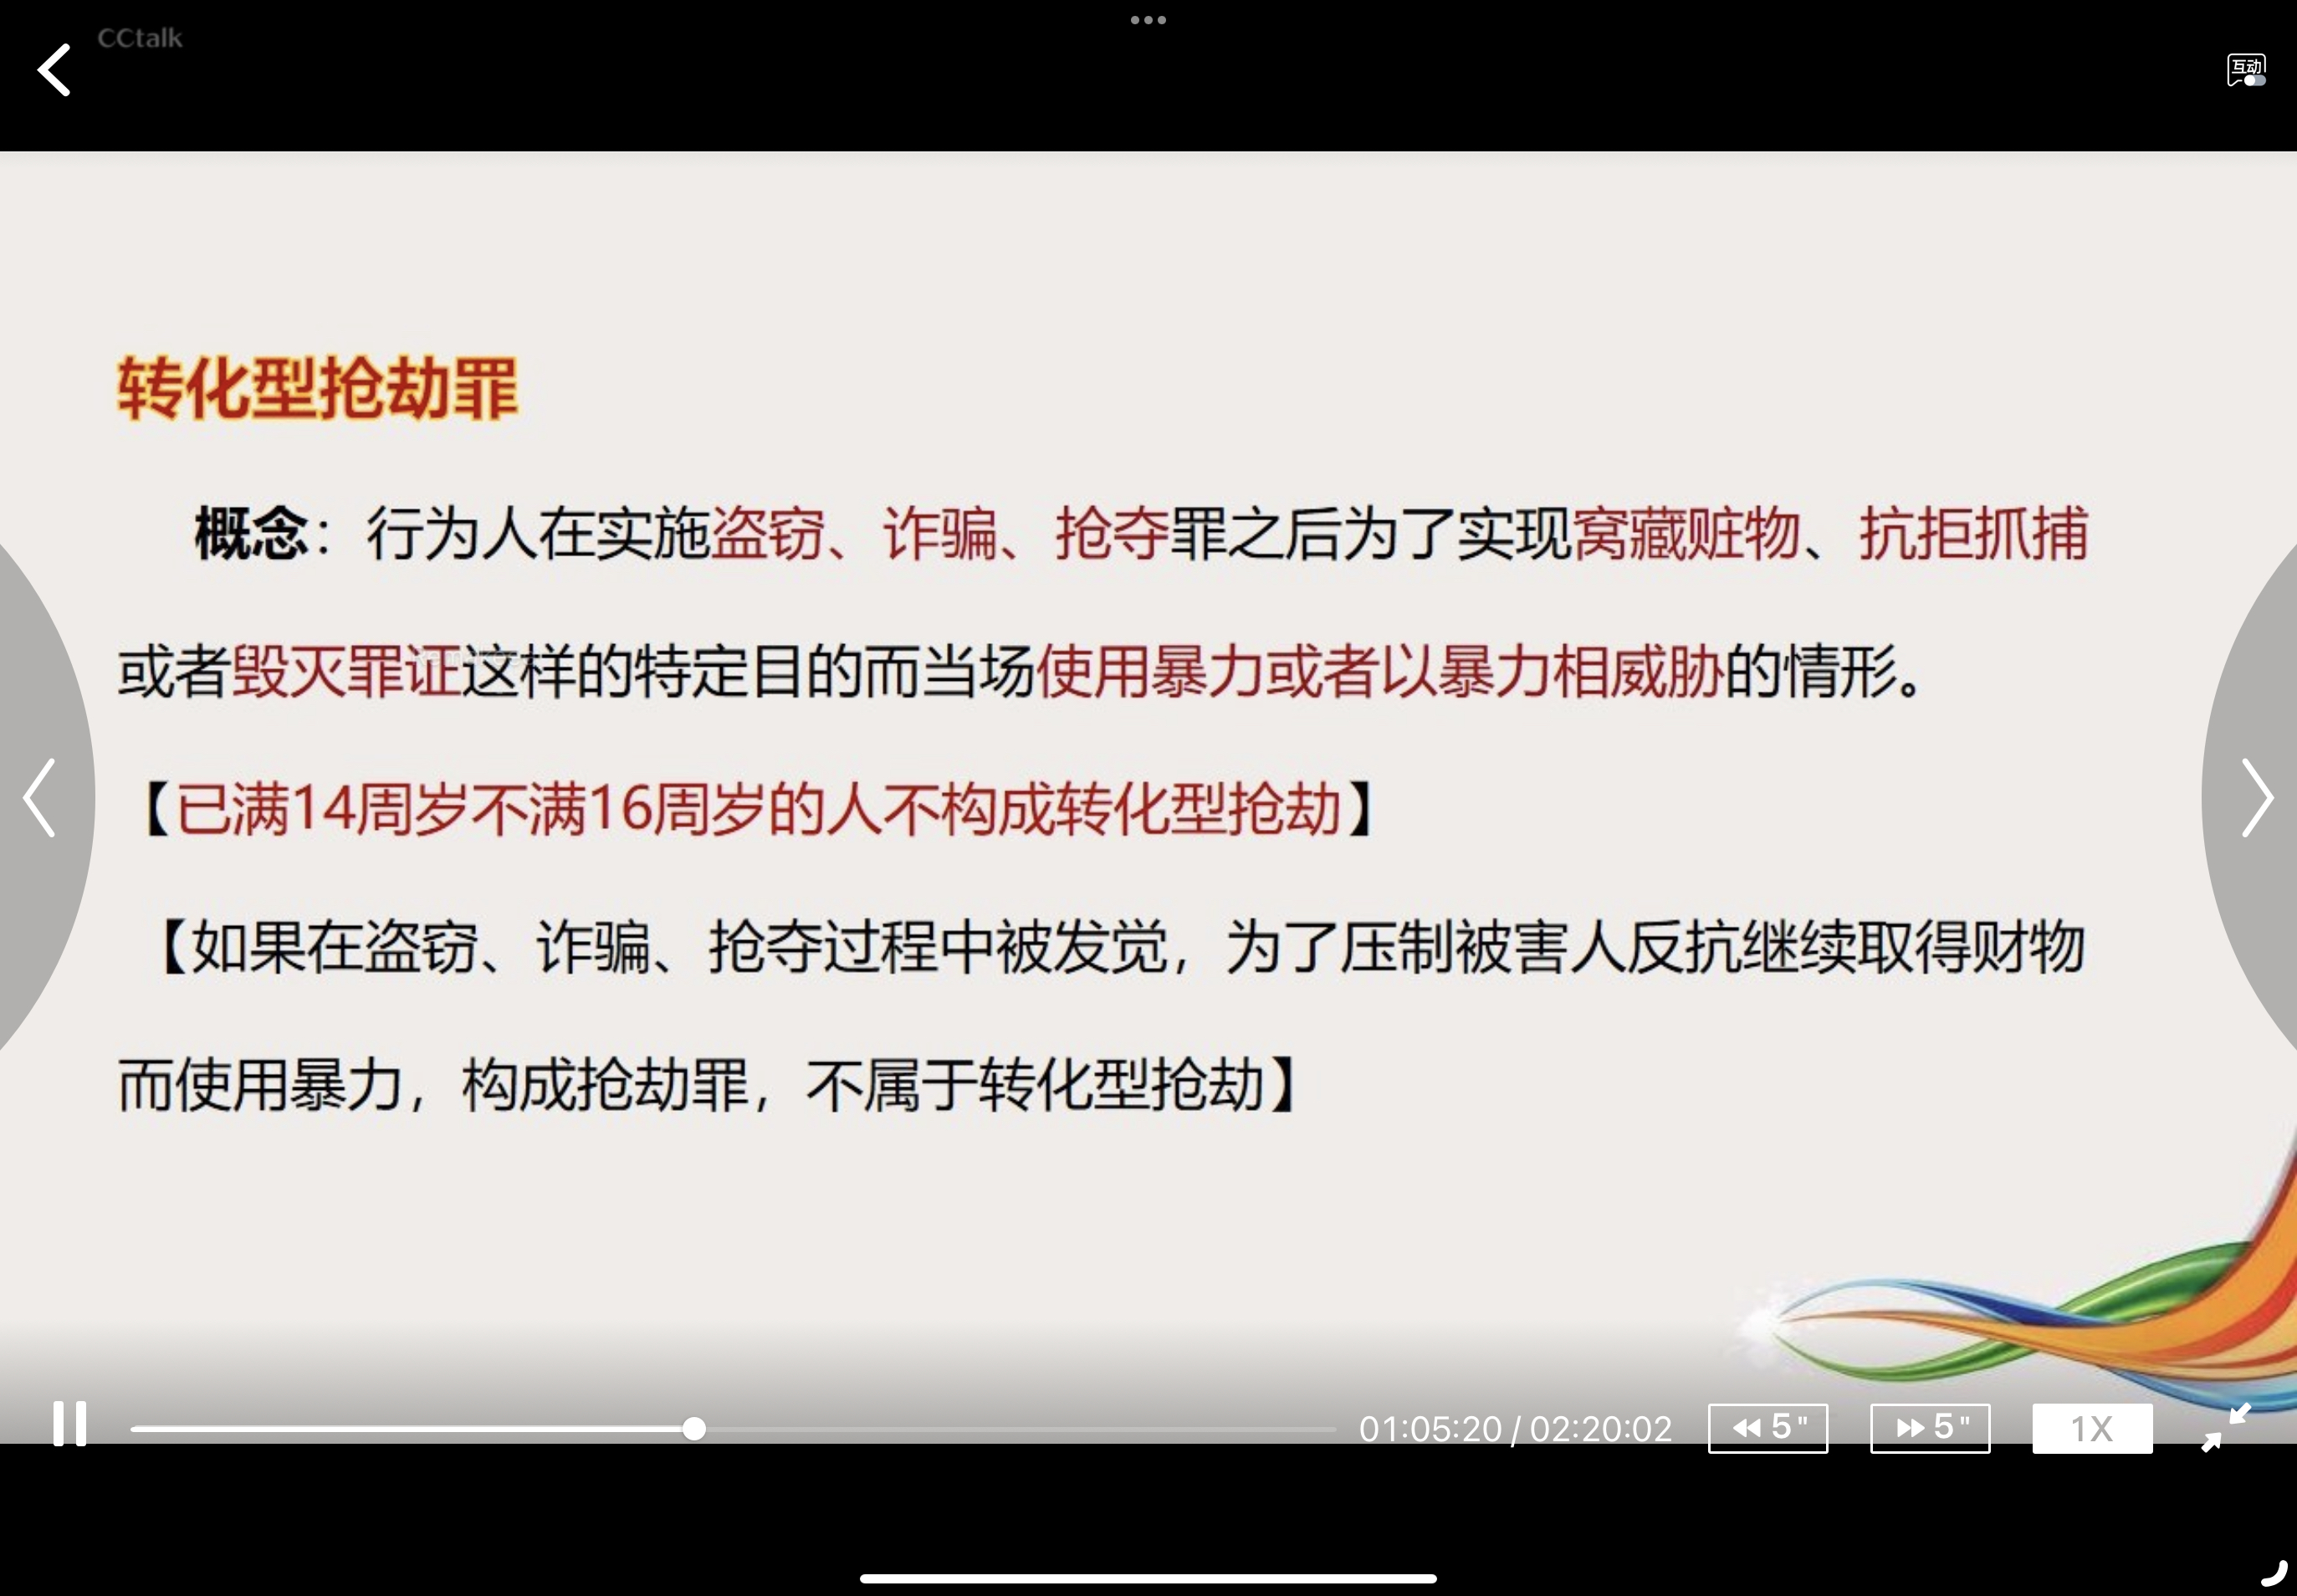 CCtalk
互动
转化型抢劫罪
概念：行为人在实施盗窃、诈骗、抢夺罪之后为了实现窝藏赃物、抗拒抓捕
或者毁灭罪证这样的特定目的而当场使用暴力或者以暴力相威胁的情形。
【已满14周岁不满16周岁的人不构成转化型抢劫】
【如果在盗窃、诈骗、抢夺过程中被发觉，为了压制被害人反抗继续取得财物
而使用暴力，构成抢劫罪，不属于转化型抢劫】
01:05:20 / 02:20:02 5" 5" 1X